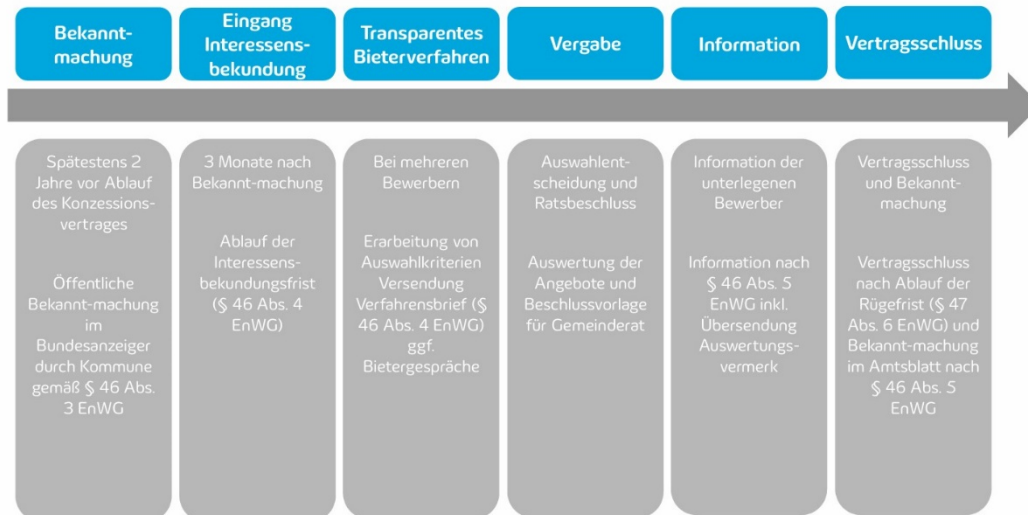 Bekannt-
machung
Eingang
Interessens-
bekundung
Transparentes
Bieterverfahren
Vergabe
Information
Vertragsschluss
Spätestens 2
Jahre vor Ablauf
des Konzessions-
vertrages
Öffentliche
Bekannt-machung
im
Bundesanzeiger
durch Kommune
gemäß § 46 Abs.
3 EnWG
3 Monate nach
Bekannt-machung
Ablauf der
Interessens-
bekundungsfrist
(§ 46 Abs. 4
EnWG)
Bei mehreren
Bewerbern
Erarbeitung von
Auswahlkriterien
Versendung
Verfahrensbrief (§
46 Abs. 4 EnWG)
ggf.
Bietergespräche
Auswahlent-
scheidung und
Ratsbeschluss
Auswertung der
Angebote und
Beschlussvorlage
für Gemeinderat
Information der
unterlegenen
Bewerber
Information nach
§ 46 Abs. 5
EnWG inkl.
Übersendung
Auswertungs-
vermerk
Vertragsschluss
und Bekannt-
machung
Vertragsschluss
nach Ablauf der
Rügefrist (§ 47
Abs. 6 EnWG) und
Bekannt-machung
im Amtsblatt nach
§ 46 Abs. 5
EnWG